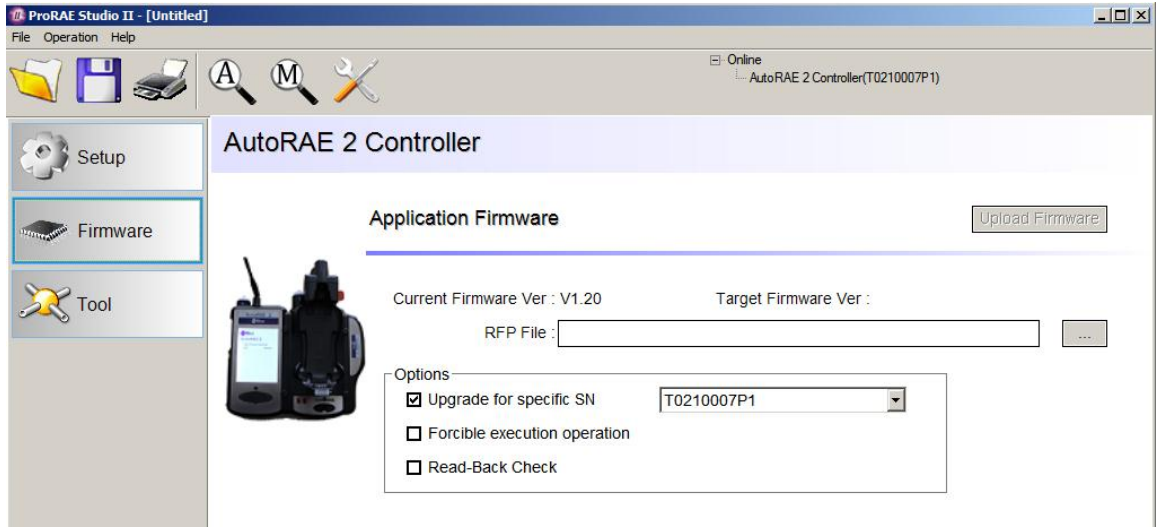 ProRAE Studio II - [Untitled]
File Operation Help
A M
Online
AutoRAE 2 Controller(T0210007P1)
Setup
Firmware
Tool
AutoRAE 2 Controller
Application Firmware
Upload Firmware
Current Firmware Ver : V1.20 Target Firmware Ver :
RFP File :
...
Options
Upgrade for specific SN T0210007P1
Forcible execution operation
Read-Back Check